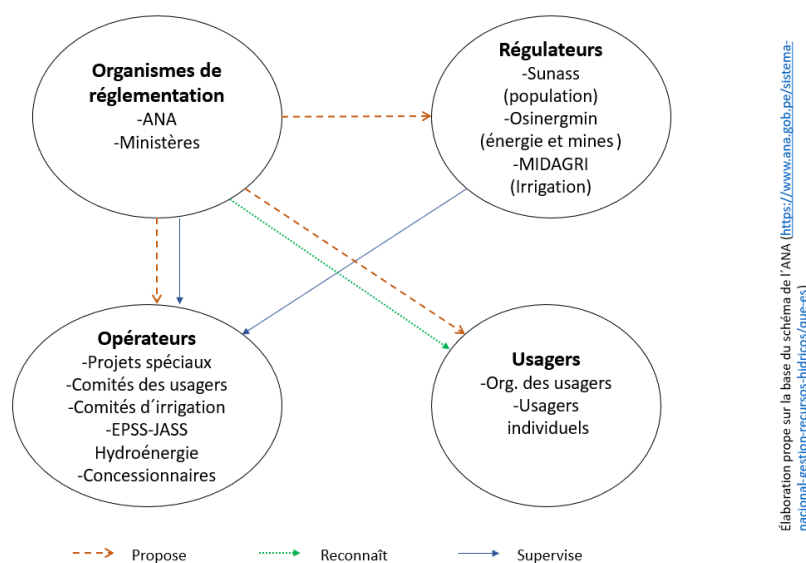 Organismes de
réglementation
-ANA
-Ministères
Régulateurs
-Sunass
(population)
-Osinergmin
(énergie et mines )
-MIDAGRI
(Irrigation)
Opérateurs
-Projets spéciaux
-Comités des usagers
-Comités d´irrigation
-EPSS-JASS
Hydroénergie
-Concessionnaires
Usagers
-Org. des usagers
-Usagers
individuels
Propose
Reconnaît
Supervise
Élaboration prope sur la base du schéma de l´ANA (https://www.ana.gob.pe/sistema-
nacional-gestion-recursos-hidricos/que-es)